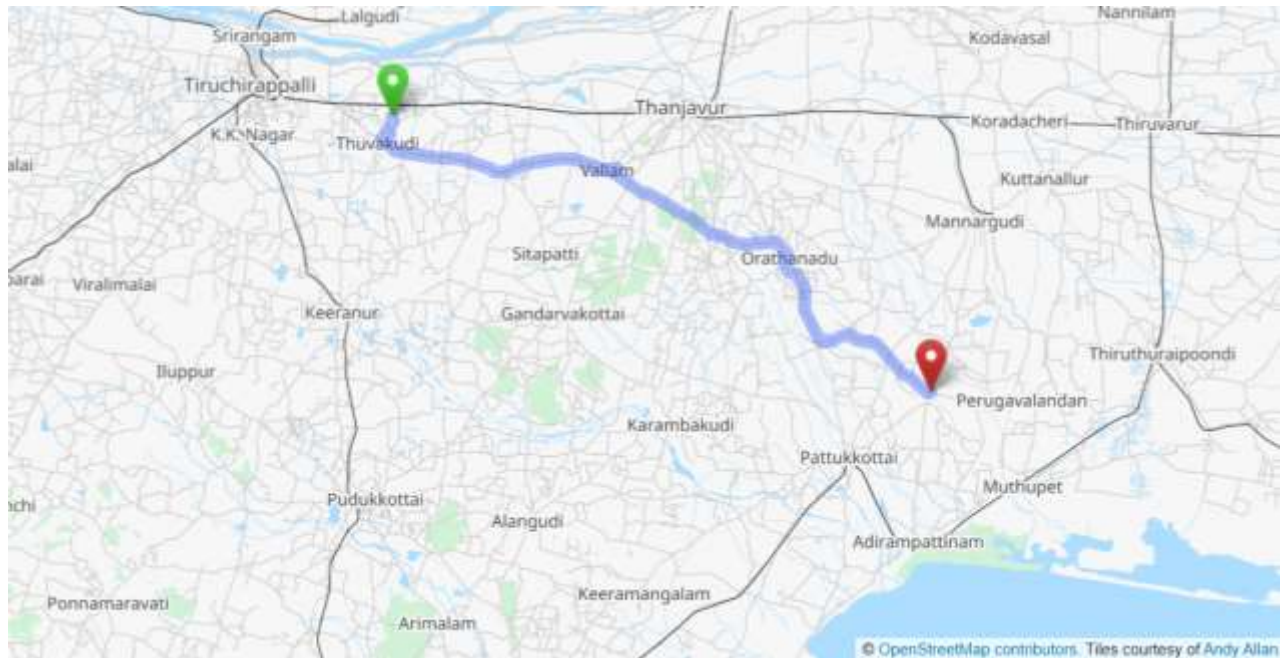 Lalgudi
Nannilam
Srirangam
Kodavasal
Tiruchirappalli
Thanjavur
Koradacheri
Thiruvarur
K.K. Nagar
Thuvakudi
Vallam
Kuttanallur
Mannargudi
Sitapatti
Orathanadu
Viralimalai
Keeranur
Gandarvakottai
Thiruthuraipoondi
Iluppur
Perugavalandan
Karambakudi
Pattukkottai
Muthupet
Pudukkottai
Alangudi
Adirampattinam
Keeramangalam
Ponnamaravati
Arimalam
© OpenStreetMap contributors. Tiles courtesy of Andy Allan